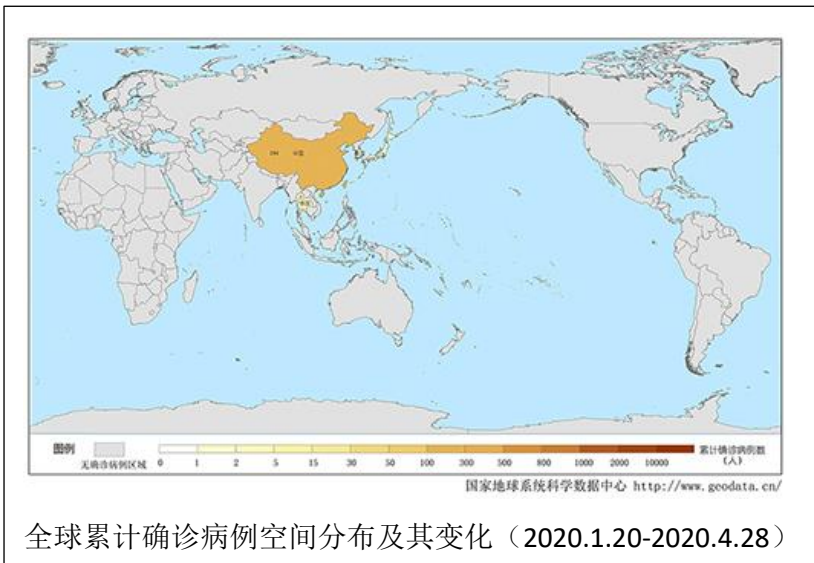 图例
无确诊病例区域
0 1 2 5 15 30 50 100 300 500 800 1000 2000 10000
累计确诊病例数
(人)
国家地球系统科学数据中心 http://www.geodata.cn/
全球累计确诊病例空间分布及其变化（2020.1.20-2020.4.28）